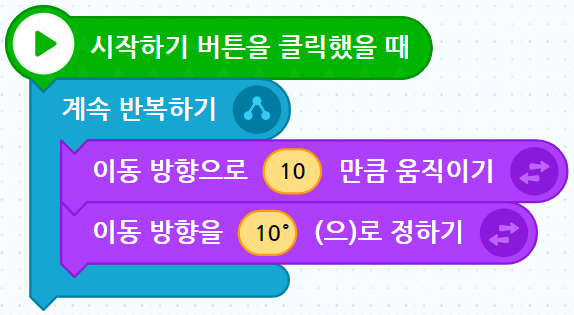 시작하기 버튼을 클릭했을 때
계속 반복하기
이동 방향으로 10 만큼 움직이기
이동 방향을 10° (으)로 정하기